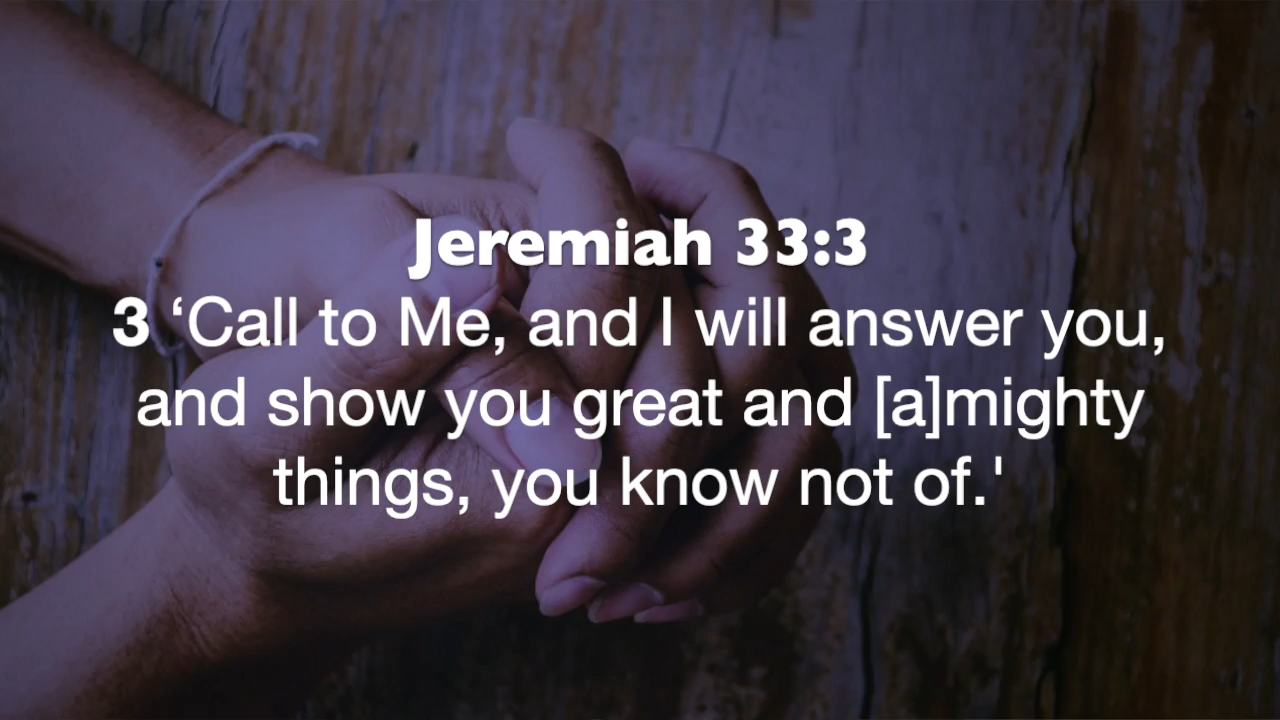 Jeremiah 33:3
3 ‘Call to Me, and I will answer you,
and show you great and [a]mighty
things, you know not of.'